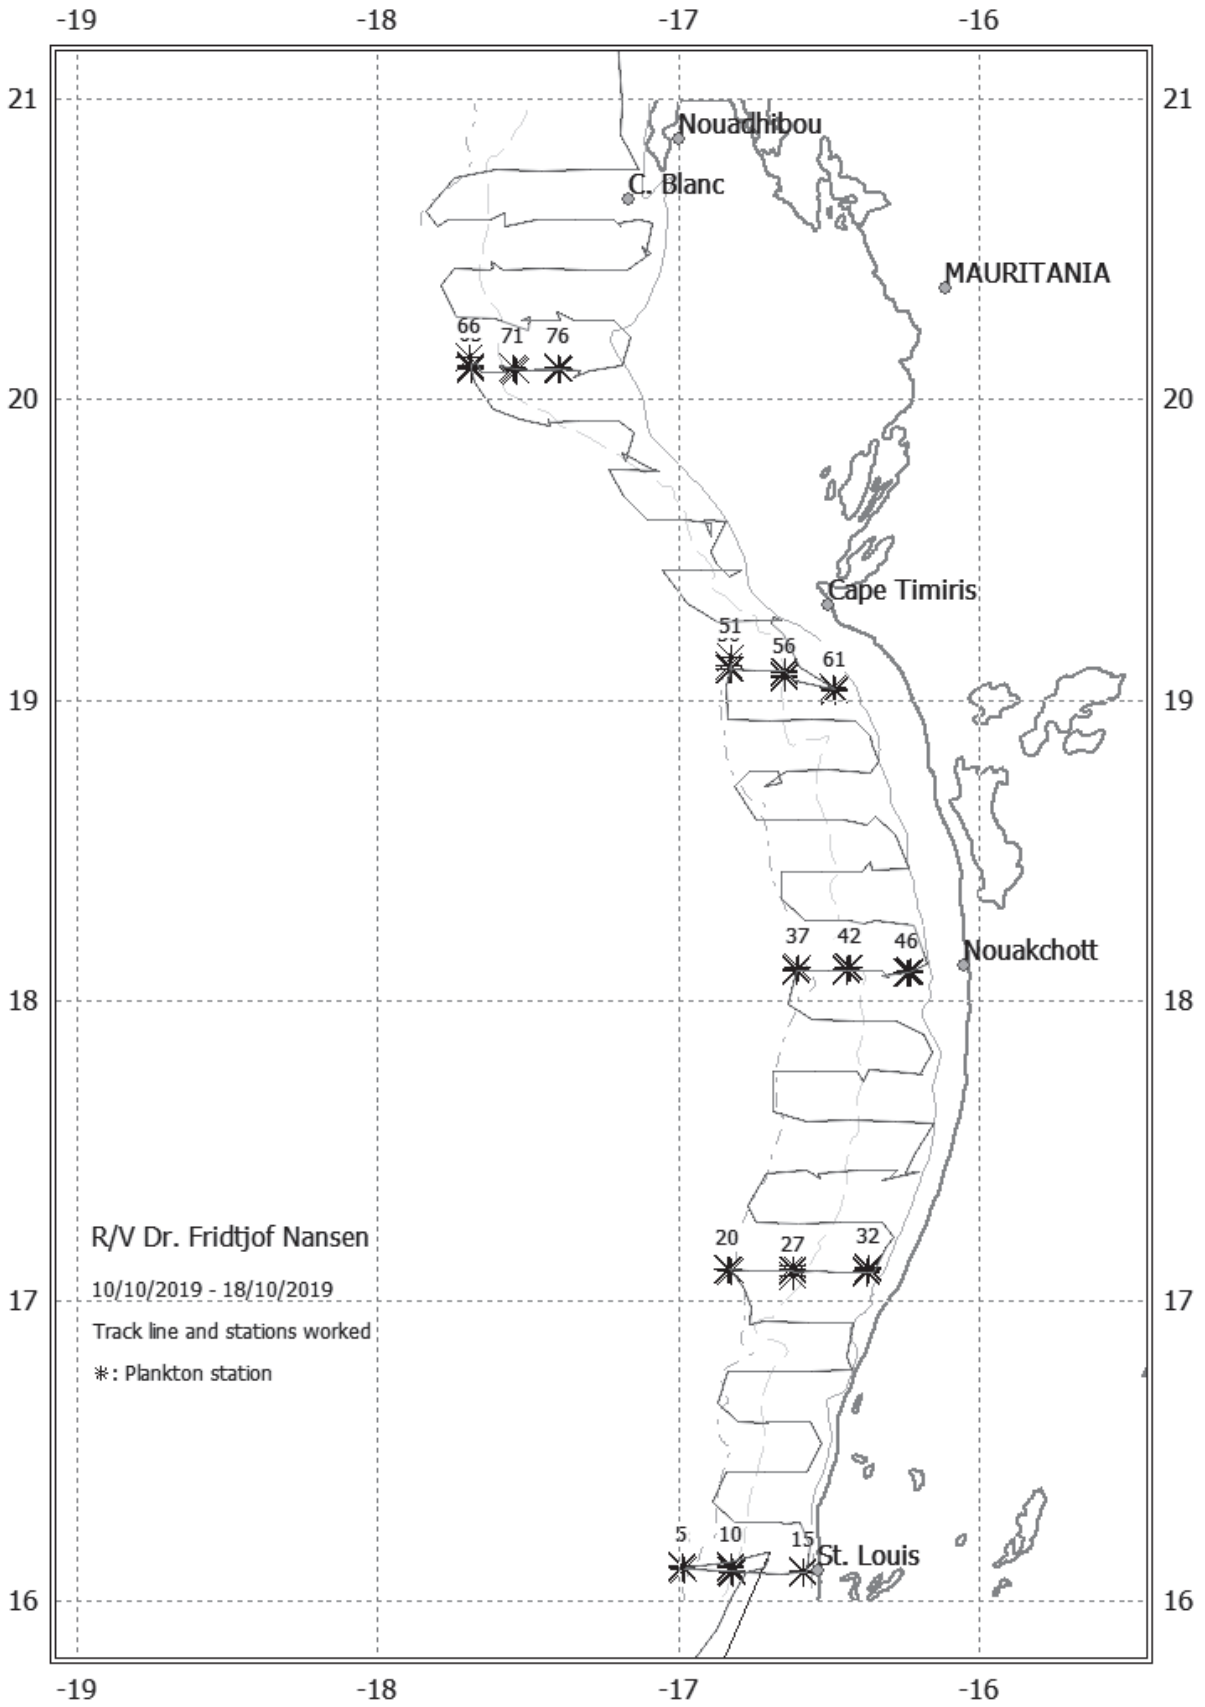 -19 -18 -17 -16
21 21
Nouadhibou
C. Blanc
MAURITANIA
66 71 76
20 20
Cape Timiris
51 56 61
19 19
37 42 46
Nouakchott
18 18
R/V Dr. Fridtjof Nansen
20 27 32
10/10/2019 - 18/10/2019
17 17
Track line and stations worked
*: Plankton station
5 10 15
St. Louis
16 16
-19 -18 -17 -16